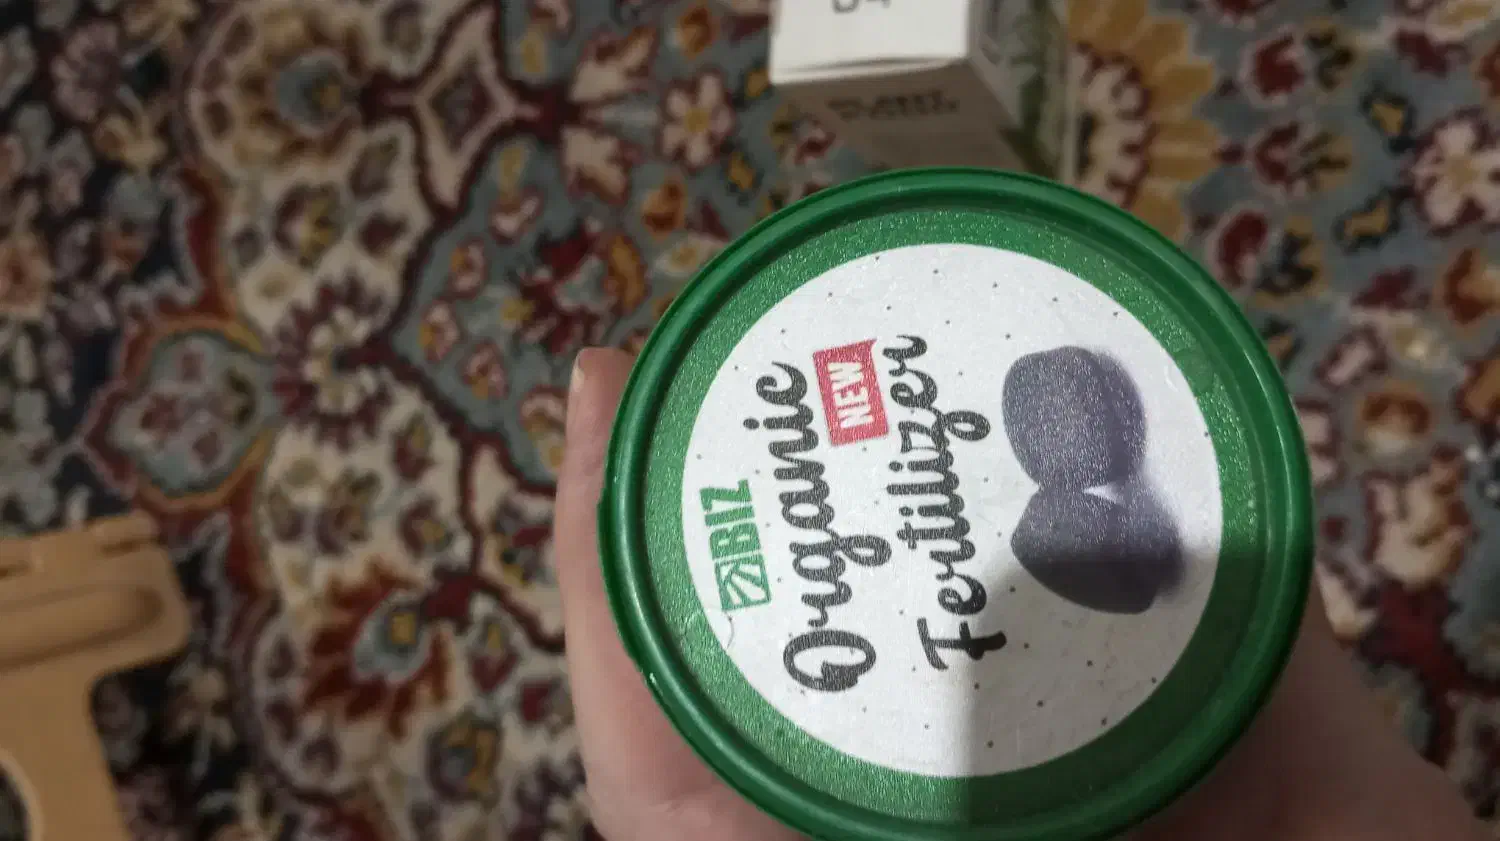 BIZ
Organic
NEW
Fertilizer